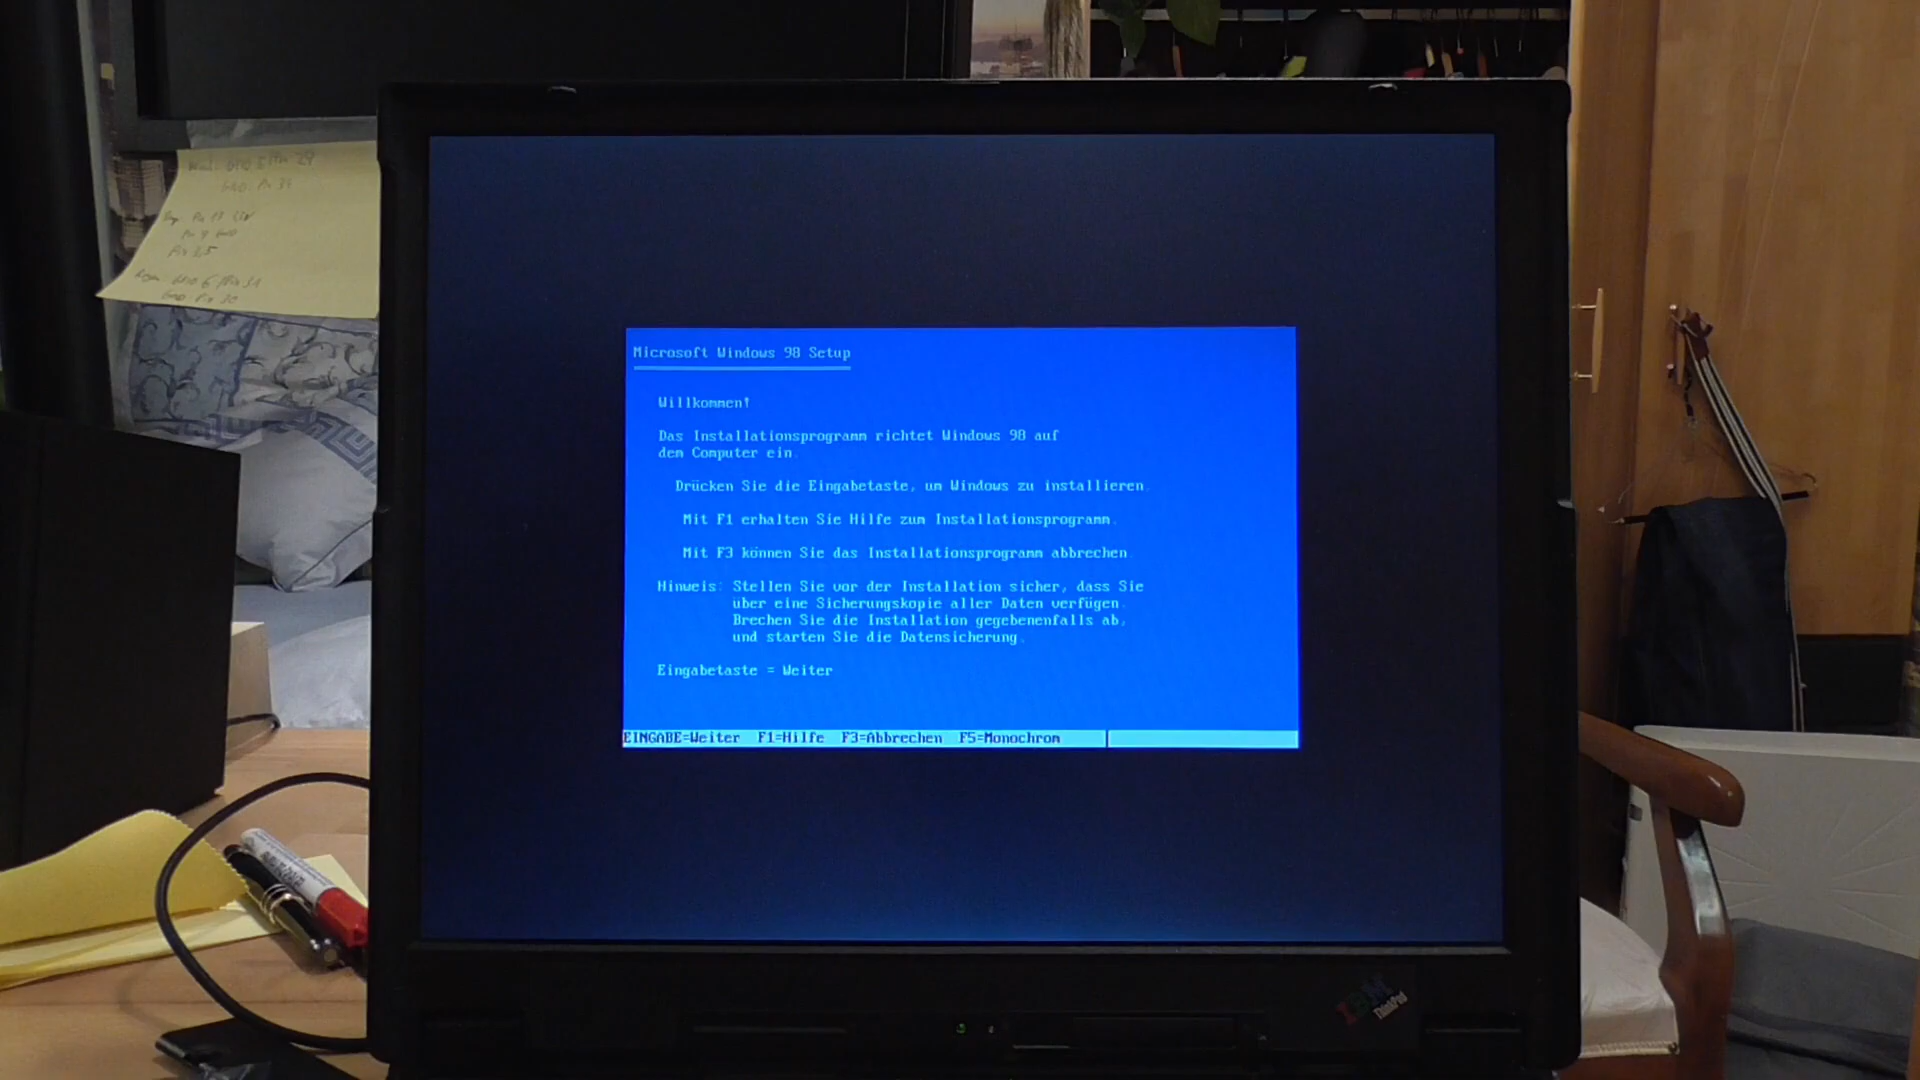 Microsoft Windows 98 Setup
Willkommen!
Das Installationsprogramm richtet Windows 98 auf
dem Computer ein.
Drücken Sie die Eingabetaste, um Windows zu installieren.
Mit F1 erhalten Sie Hilfe zum Installationsprogramm.
Mit F3 können Sie das Installationsprogramm abbrechen.
Hinweis: Stellen Sie vor der Installation sicher, dass Sie
über eine Sicherungskopie aller Daten verfügen.
Brechen Sie die Installation gegebenenfalls ab,
und starten Sie die Datensicherung.
Eingabetaste = Weiter
EINGABE=Weiter F1=Hilfe F3=Abbrechen F5=Monochrom
IBM
ThinkPad